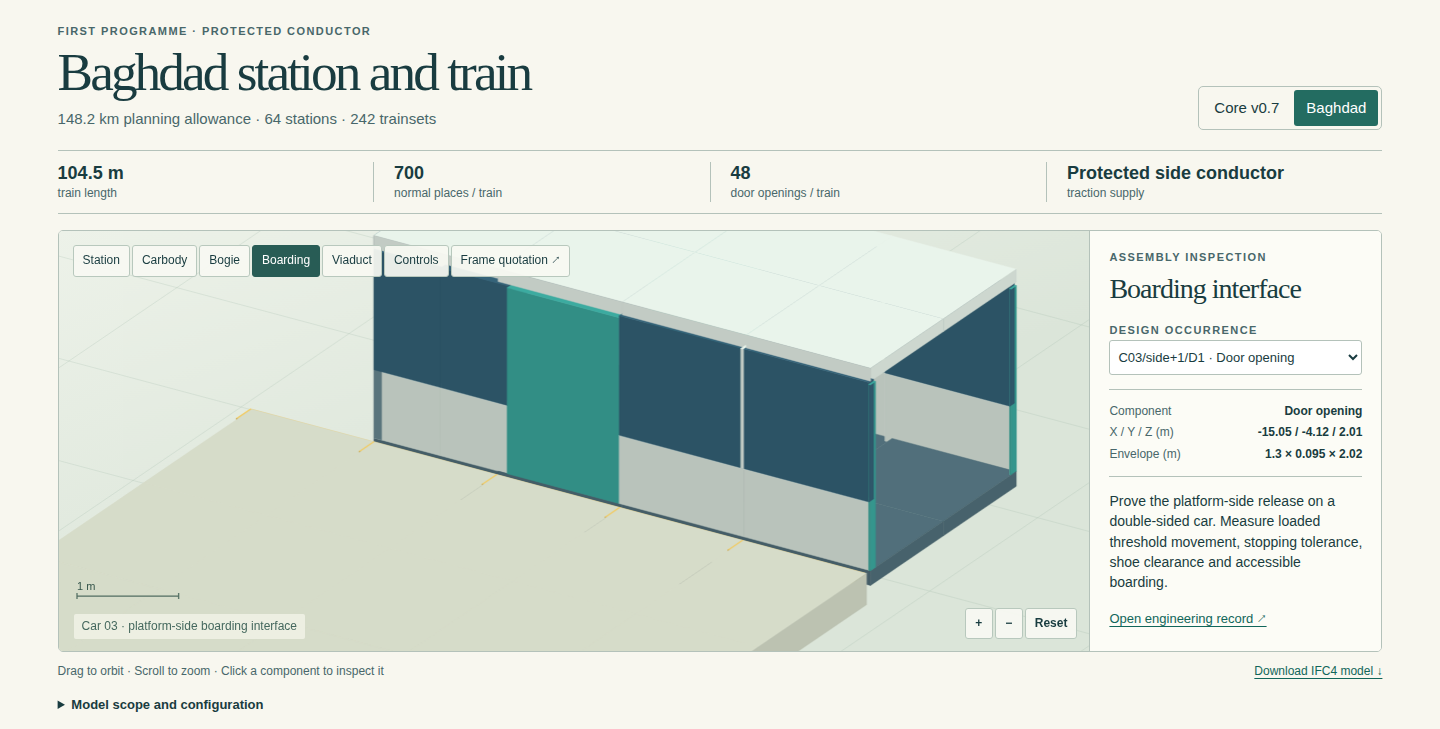 FIRST PROGRAMME · PROTECTED CONDUCTOR
Baghdad station and train
148.2 km planning allowance · 64 stations · 242 trainsets
Core v0.7
Baghdad
104.5 m
train length
700
normal places / train
48
door openings / train
Protected side conductor
traction supply
Station
Carbody
Bogie
Boarding
Viaduct
Controls
Frame quotation ↗
1 m
Car 03 · platform-side boarding interface
+
−
Reset
ASSEMBLY INSPECTION
Boarding interface
DESIGN OCCURRENCE
C03/side+1/D1 · Door opening
Component Door opening
X / Y / Z (m) -15.05 / -4.12 / 2.01
Envelope (m) 1.3 × 0.095 × 2.02
Prove the platform-side release on a
double-sided car. Measure loaded
threshold movement, stopping tolerance,
shoe clearance and accessible
boarding.
Open engineering record ↗
Drag to orbit · Scroll to zoom · Click a component to inspect it
Download IFC4 model ↓
▶ Model scope and configuration